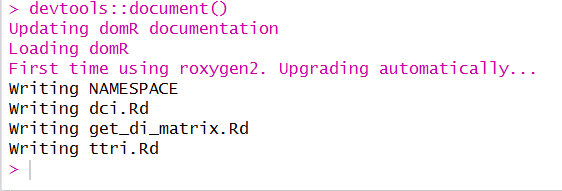 > devtools::document()
Updating domR documentation
Loading domR
First time using roxygen2. Upgrading automatically...
Writing NAMESPACE
Writing dci.Rd
Writing get_di_matrix.Rd
Writing ttri.Rd
>